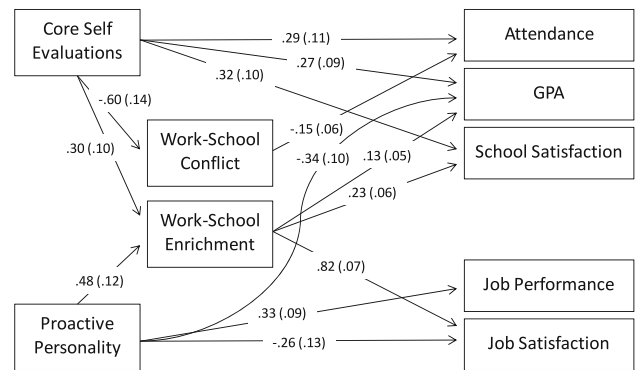 Core Self
Evaluations
.29 (.11)
Attendance
.27 (.09)
.32 (.10)
GPA
-.60 (.14)
Work-School
Conflict
-.15 (.06)
.30 (.10)
-.34 (.10)
.13 (.05)
School Satisfaction
Work-School
Enrichment
.23 (.06)
.82 (.07)
.48 (.12)
Job Performance
Proactive
Personality
.33 (.09)
-.26 (.13)
Job Satisfaction